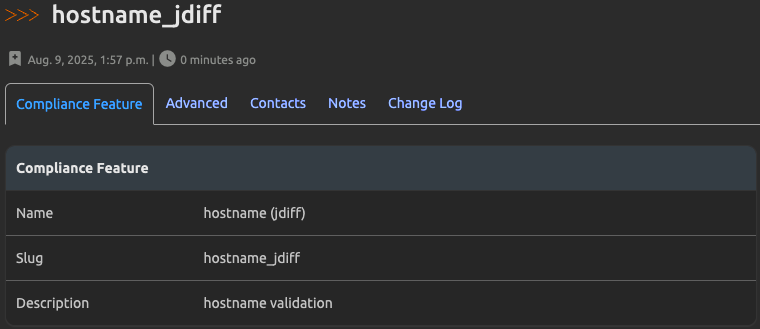 >>> hostname_jdiff
Aug. 9, 2025, 1:57 p.m. | 0 minutes ago
Compliance Feature Advanced Contacts Notes Change Log
Compliance Feature
Name hostname (jdiff)
Slug hostname_jdiff
Description hostname validation